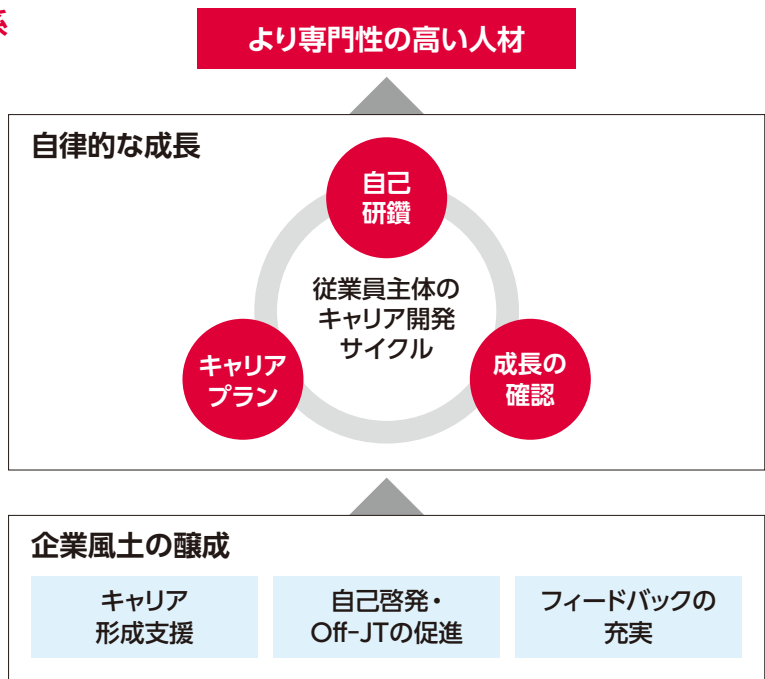 系
より専門性の高い人材
自律的な成長
自己
研鑽
従業員主体の
キャリア開発
サイクル
キャリア
プラン
成長の
確認
企業風土の醸成
キャリア
形成支援
自己啓発・
Off-JTの促進
フィードバックの
充実